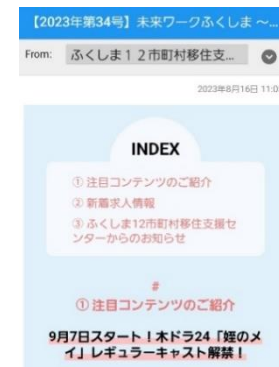 【2023年第34号】未来ワークふくしま ～...
From: ふくしま１２市町村移住支...
2023年8月16日 11:0
INDEX
① 注目コンテンツのご紹介
② 新着求人情報
③ ふくしま12市町村移住支援セ
ンターからのお知らせ
#
① 注目コンテンツのご紹介
9月7日スタート！木ドラ24「姪のメ
イ」レギュラーキャスト解禁！